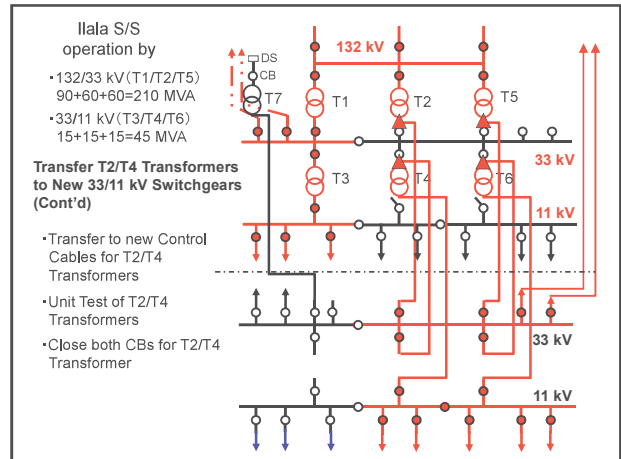 Ilala S/S
operation by
・132/33 kV(T1/T2/T5)
90+60+60=210 MVA
・33/11 kV(T3/T4/T6)
15+15+15=45 MVA
Transfer T2/T4 Transformers
to New 33/11 kV Switchgears
(Cont'd)
・Transfer to new Control
Cables for T2/T4
Transformers
・Unit Test of T2/T4
Transformers
・Close both CBs for T2/T4
Transformer
DS
CB
T7
132 kV
T1
T2
T5
33 kV
T3
T4
T6
11 kV
33 kV
11 kV